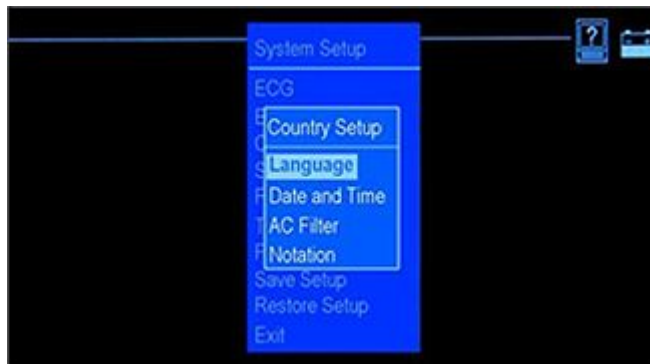 System Setup
ECG
Country Setup
Language
Date and Time
AC Filter
Notation
Save Setup
Restore Setup
Exit
?